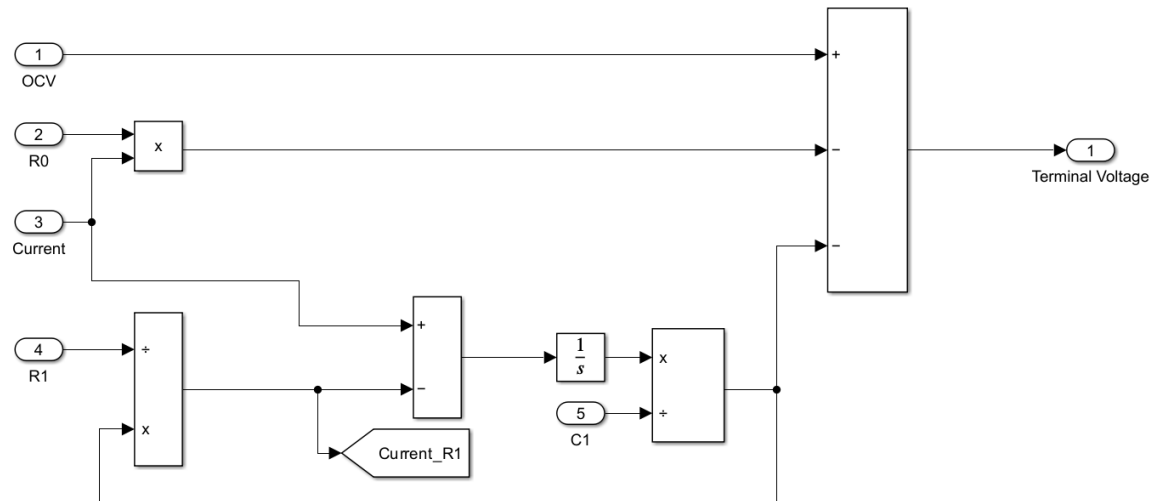 1
OCV
+
2
R0
x
−
1
Terminal Voltage
3
Current
−
+
4
R1
÷
1
s
x
−
5
C1
÷
x
Current_R1